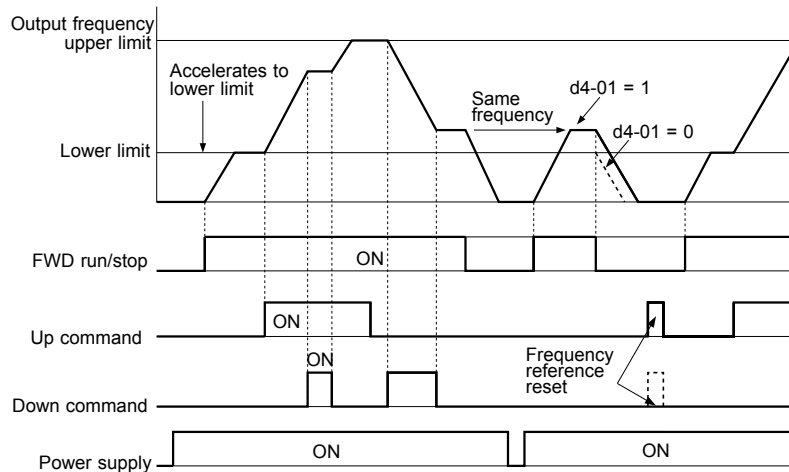 Output frequency
upper limit
Accelerates to
lower limit
Same
frequency
d4-01 = 1
d4-01 = 0
Lower limit
FWD run/stop
ON
Up command
ON
ON
Frequency
reference
reset
Down command
Power supply
ON
ON